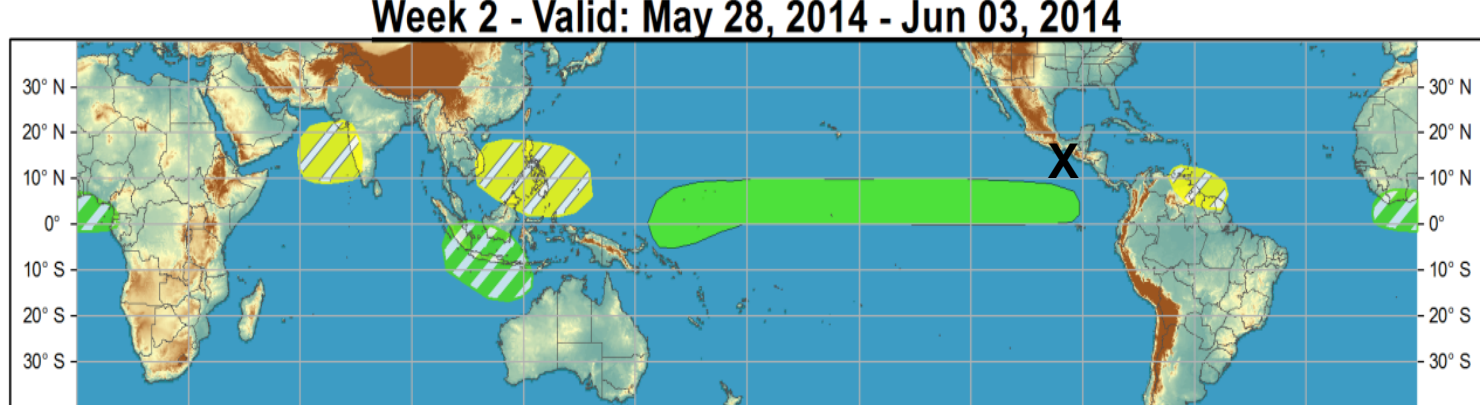 Week 2 - Valid: May 28, 2014 - Jun 03, 2014
30° N 30° N
20° N 20° N
X
10° N 10° N
0° 0°
10° S 10° S
20° S 20° S
30° S 30° S